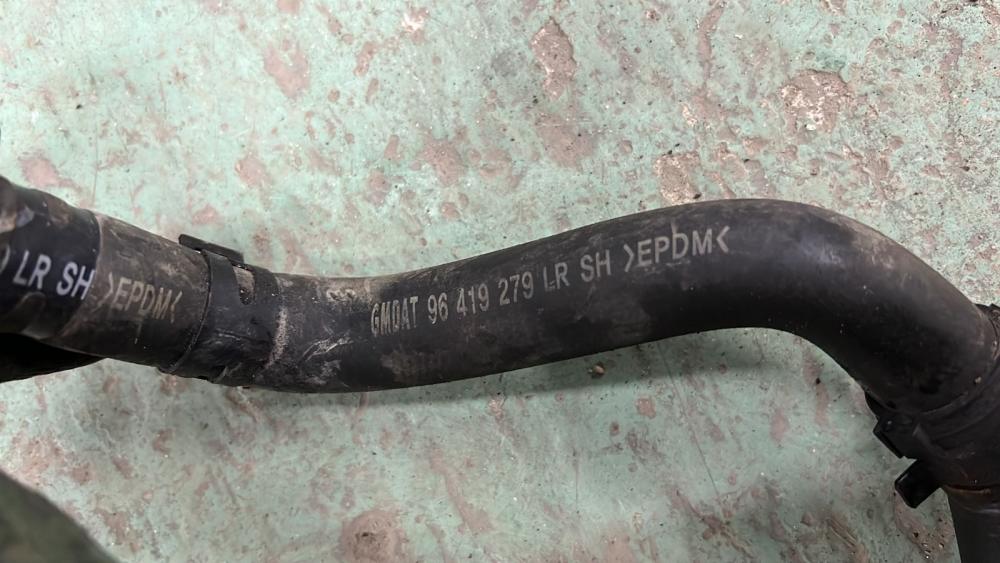 LR SH >EPDM<
GMDAT 96 419 279 LR SH >EPDM<